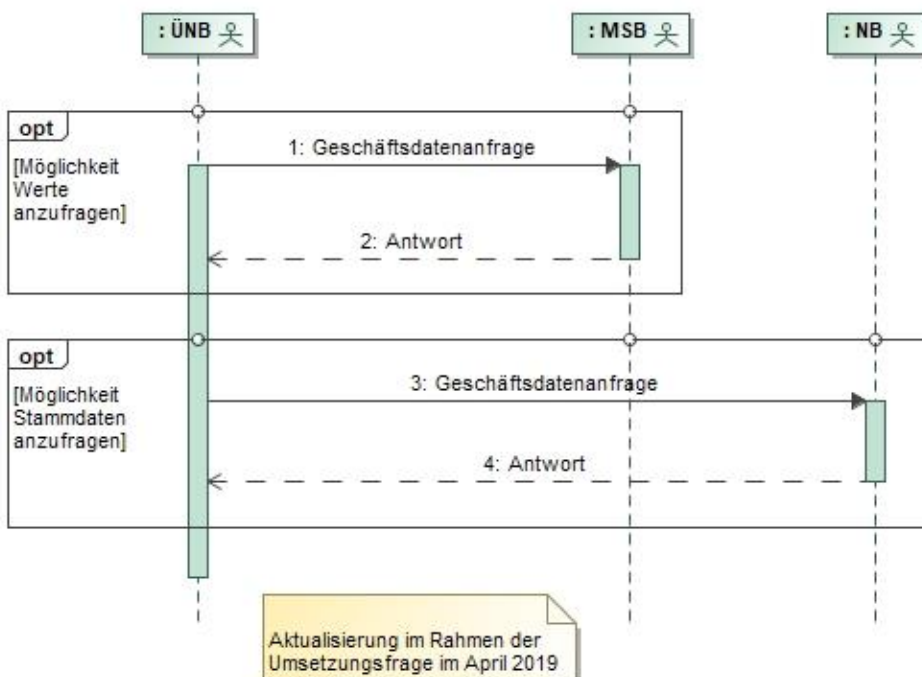 : ÜNB
: MSB
: NB
opt
[Möglichkeit
Werte
anzufragen]
1: Geschäftsdatenanfrage
2: Antwort
opt
[Möglichkeit
Stammdaten
anzufragen]
3: Geschäftsdatenanfrage
4: Antwort
Aktualisierung im Rahmen der
Umsetzungsfrage im April 2019